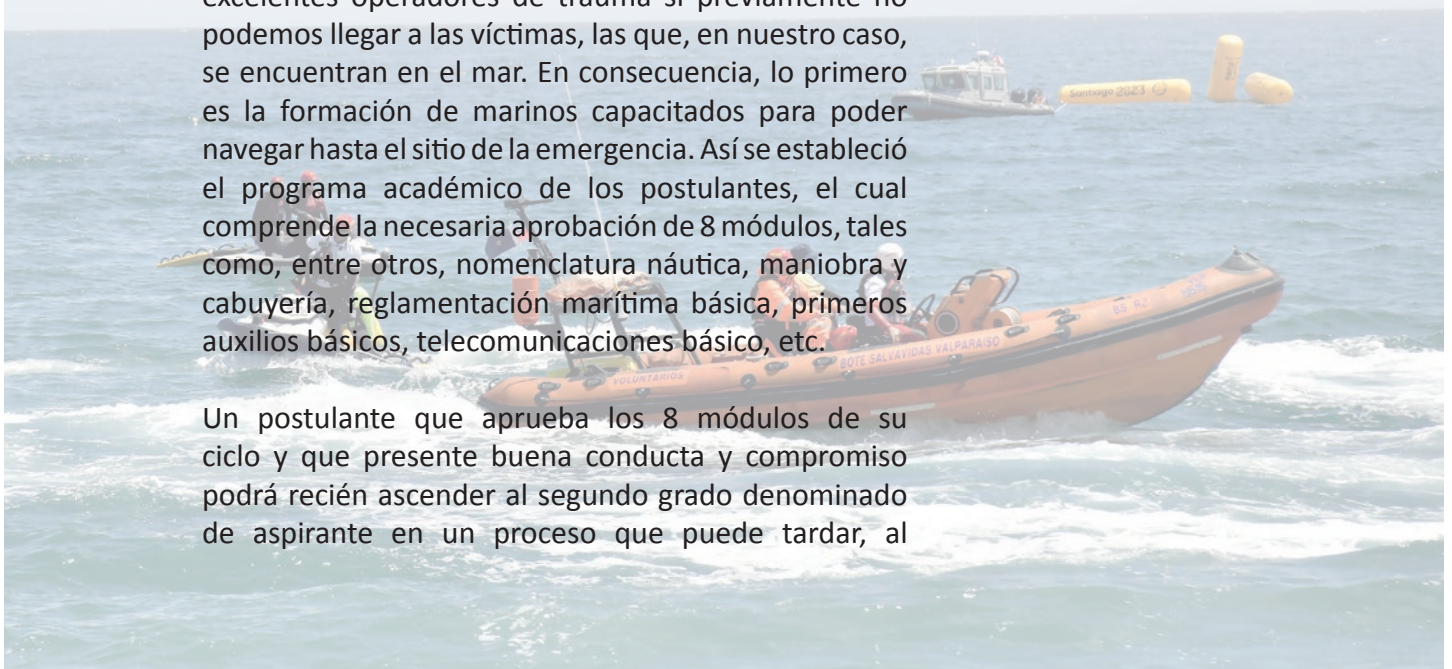 excelentes operadores de trauma si previamente no
podemos llegar a las víctimas, las que, en nuestro caso,
se encuentran en el mar. En consecuencia, lo primero
es la formación de marinos capacitados para poder
navegar hasta el sitio de la emergencia. Así se estableció
el programa académico de los postulantes, el cual
comprende la necesaria aprobación de 8 módulos, tales
como, entre otros, nomenclatura náutica, maniobra y
cabuyería, reglamentación marítima básica, primeros
auxilios básicos, telecomunicaciones básico, etc.
Un postulante que aprueba los 8 módulos de su
ciclo y que presente buena conducta y compromiso
podrá recién ascender al segundo grado denominado
de aspirante en un proceso que puede tardar, al
Santiago 2023
BOTE SALVAVIDAS VALPARAISO
VOLUNTARIOS